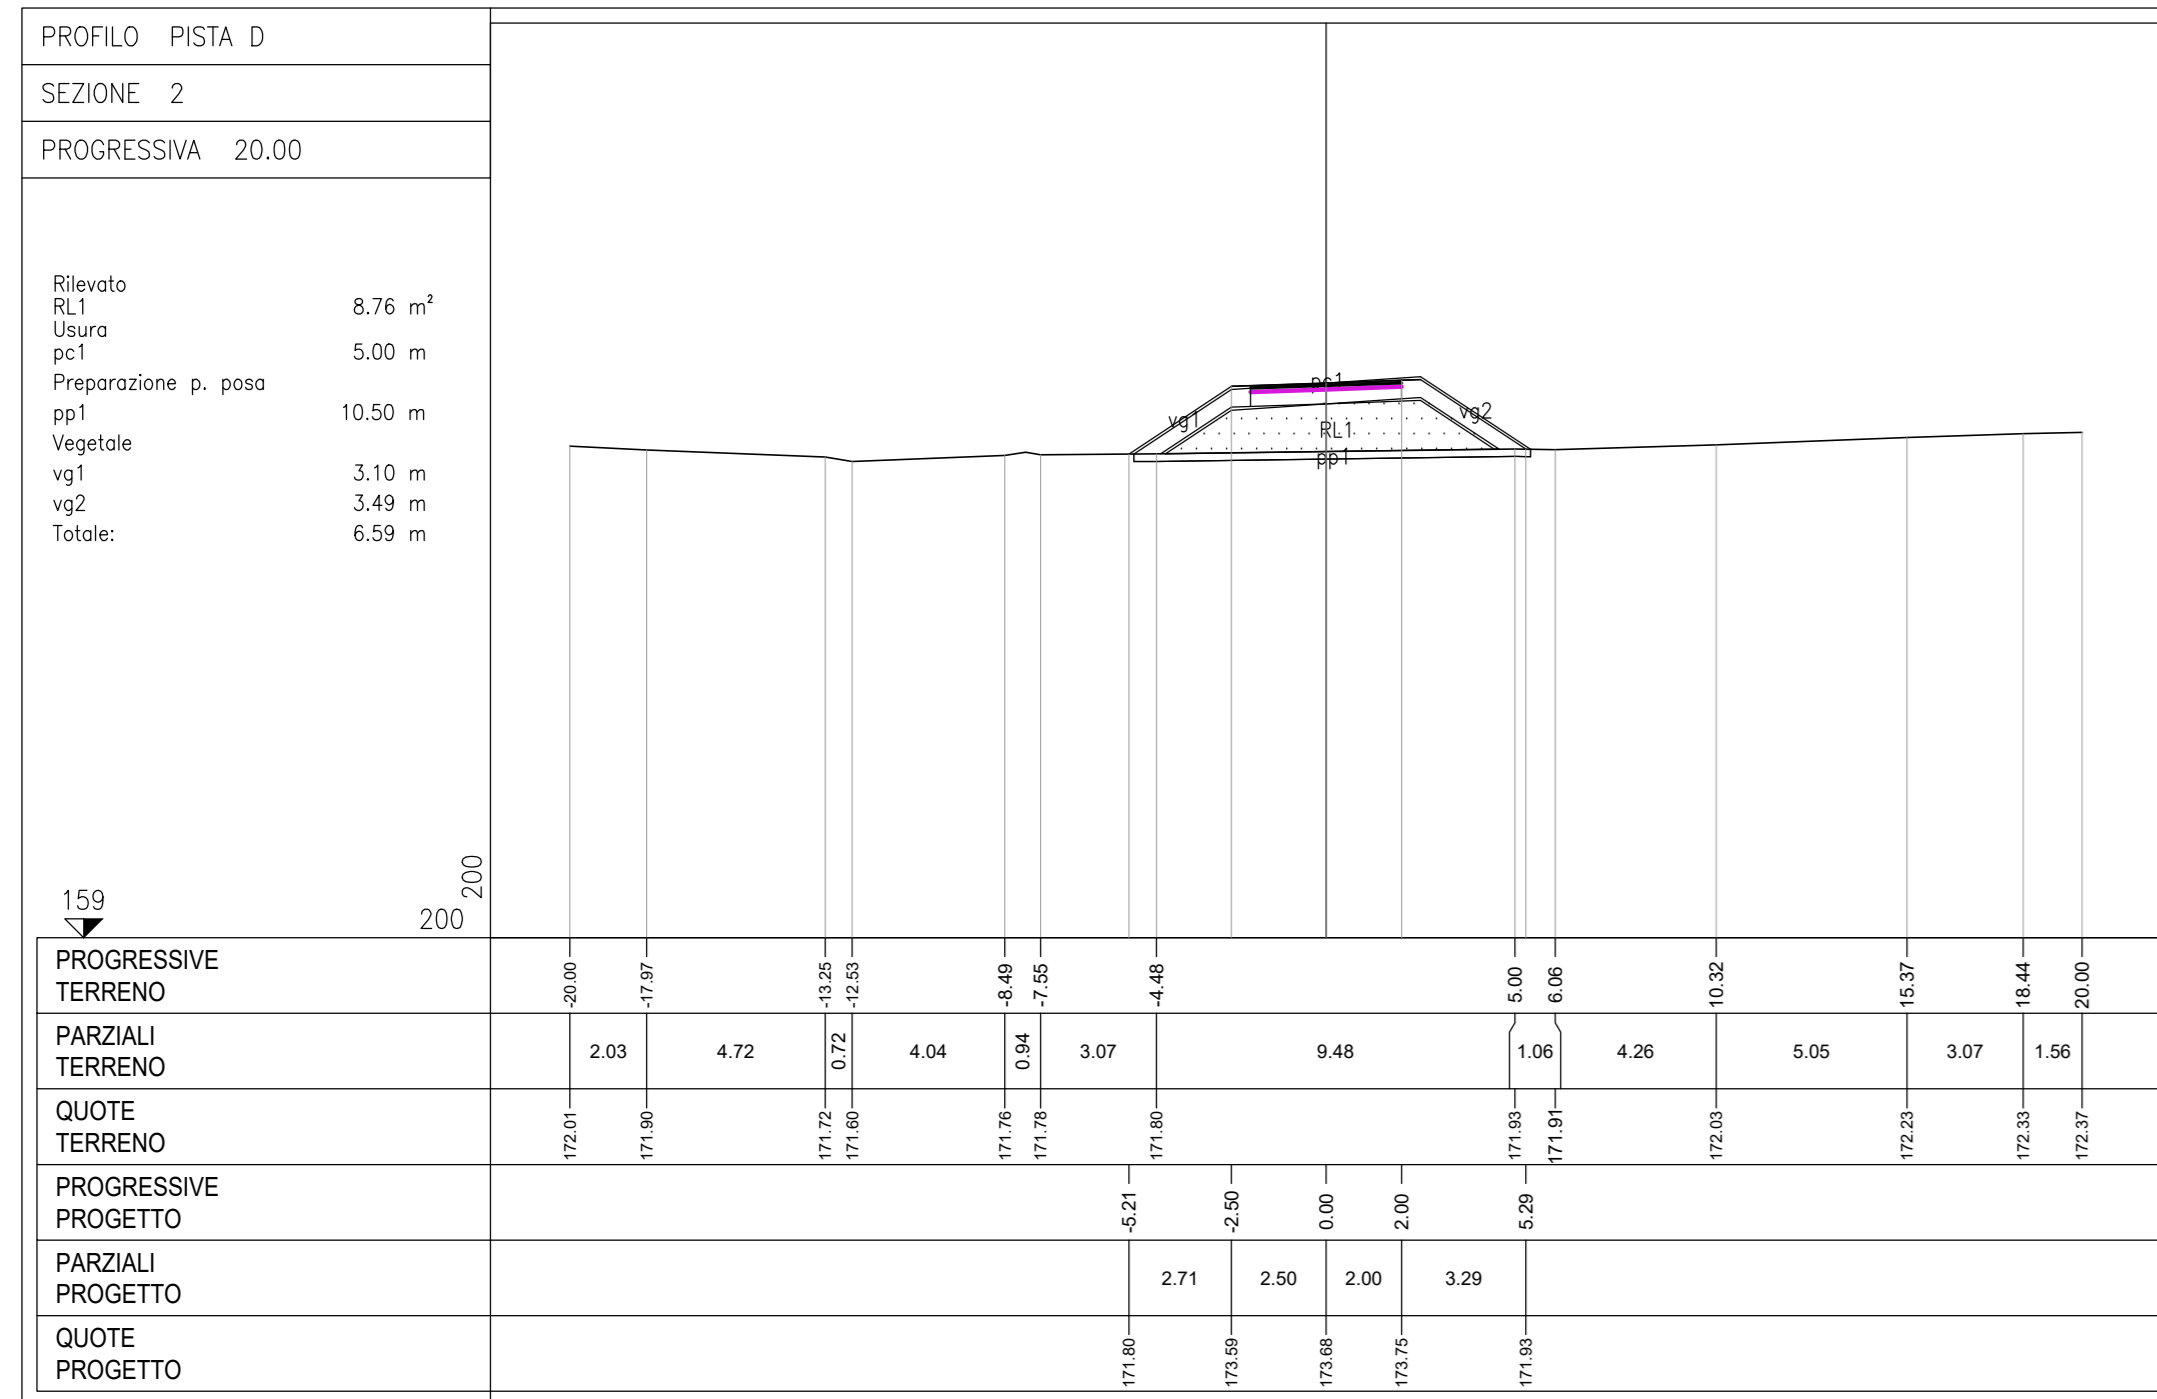 PROFILO PISTA D
SEZIONE 2
PROGRESSIVA 20.00
Rilevato
RL1 8.76 m²
Usura
pc1 5.00 m
Preparazione p. posa
pp1 10.50 m
Vegetale
vg1 3.10 m
vg2 3.49 m
Totale: 6.59 m
pc1
vg1
vg2
RL1
pp1
200
159
200
PROGRESSIVE
TERRENO
-20.00 -17.97 -13.25 -12.53 -8.49 -7.55 -4.48 5.00 6.06 10.32 15.37 18.44 20.00
PARZIALI
TERRENO
2.03 4.72 0.72 4.04 0.94 3.07 9.48 1.06 4.26 5.05 3.07 1.56
QUOTE
TERRENO
172.01 171.90 171.72 171.60 171.76 171.78 171.80 171.93 171.91 172.03 172.23 172.33 172.37
PROGRESSIVE
PROGETTO
-5.21 -2.50 0.00 2.00 5.29
PARZIALI
PROGETTO
2.71 2.50 2.00 3.29
QUOTE
PROGETTO
171.80 173.59 173.68 173.75 171.93